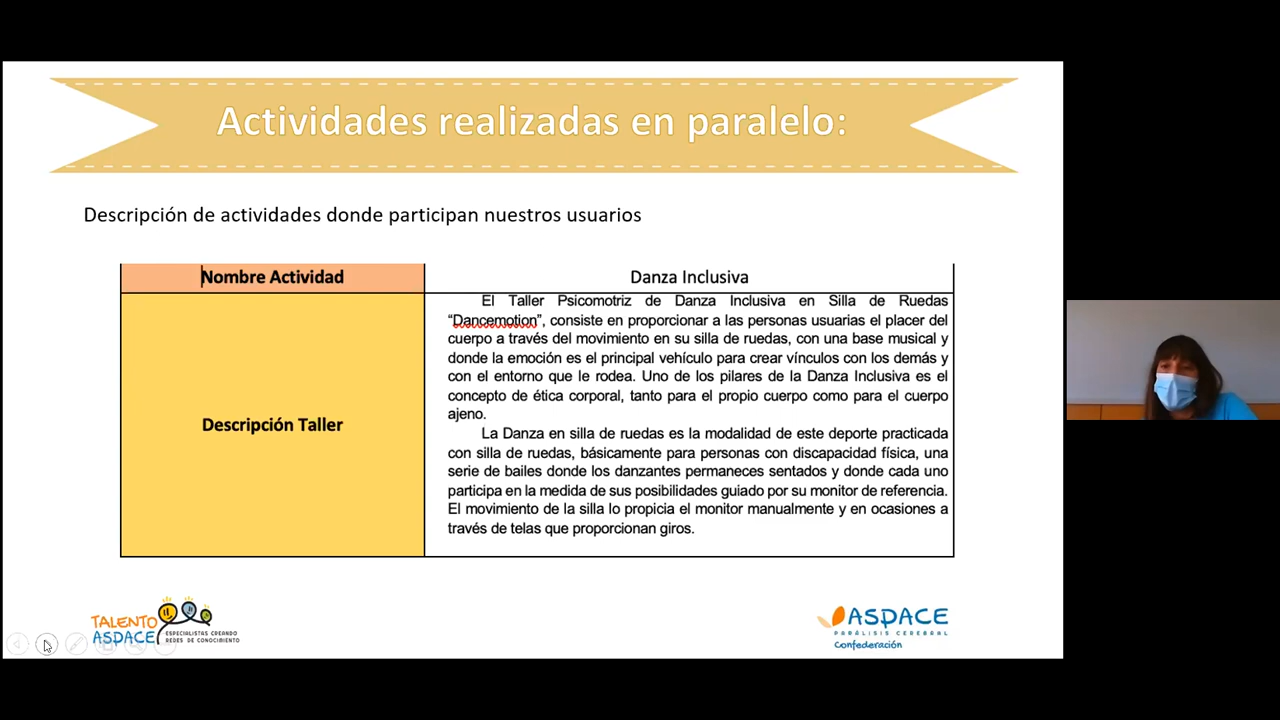 Actividades realizadas en paralelo:
Descripción de actividades donde participan nuestros usuarios
Nombre Actividad
Danza Inclusiva
Descripción Taller
El Taller Psicomotriz de Danza Inclusiva en Silla de Ruedas
“Dancemotion”, consiste en proporcionar a las personas usuarias el placer del
cuerpo a través del movimiento en su silla de ruedas, con una base musical y
donde la emoción es el principal vehículo para crear vínculos con los demás y
con el entorno que le rodea. Uno de los pilares de la Danza Inclusiva es el
concepto de ética corporal, tanto para el propio cuerpo como para el cuerpo
ajeno.
La Danza en silla de ruedas es la modalidad de este deporte practicada
con silla de ruedas, básicamente para personas con discapacidad física, una
serie de bailes donde los danzantes permaneces sentados y donde cada uno
participa en la medida de sus posibilidades guiado por su monitor de referencia.
El movimiento de la silla lo propicia el monitor manualmente y en ocasiones a
través de telas que proporcionan giros.
TALENTO
ASPACE
ESPECIALISTAS CREANDO
REDES DE CONOCIMIENTO
ASPACE
PARÁLISIS CEREBRAL
Confederación